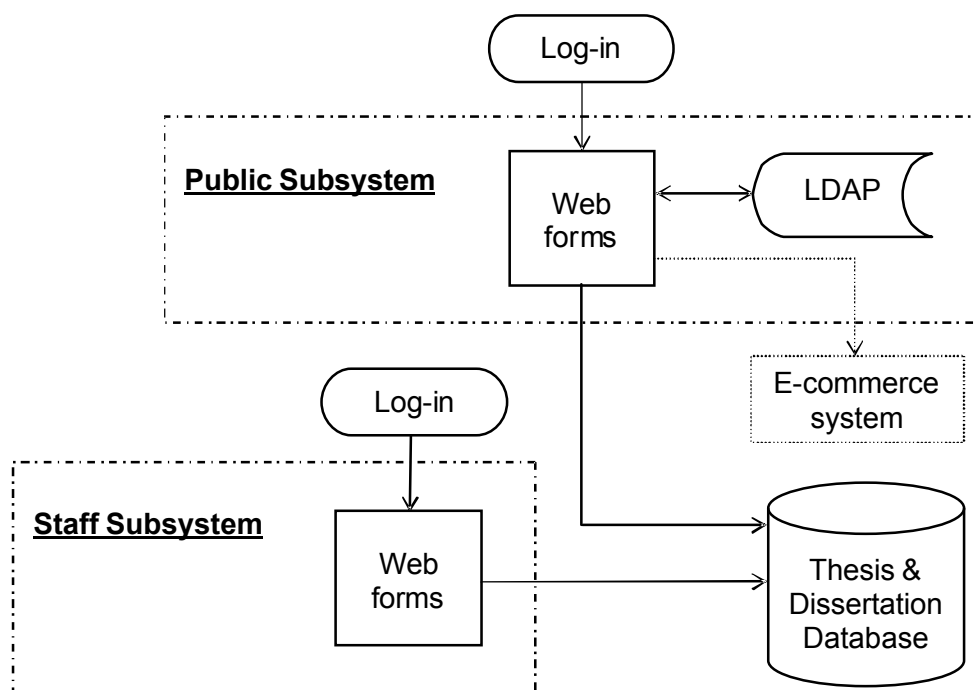 Log-in
Public Subsystem
Web
forms
LDAP
E-commerce
system
Log-in
Staff Subsystem
Web
forms
Thesis &
Dissertation
Database